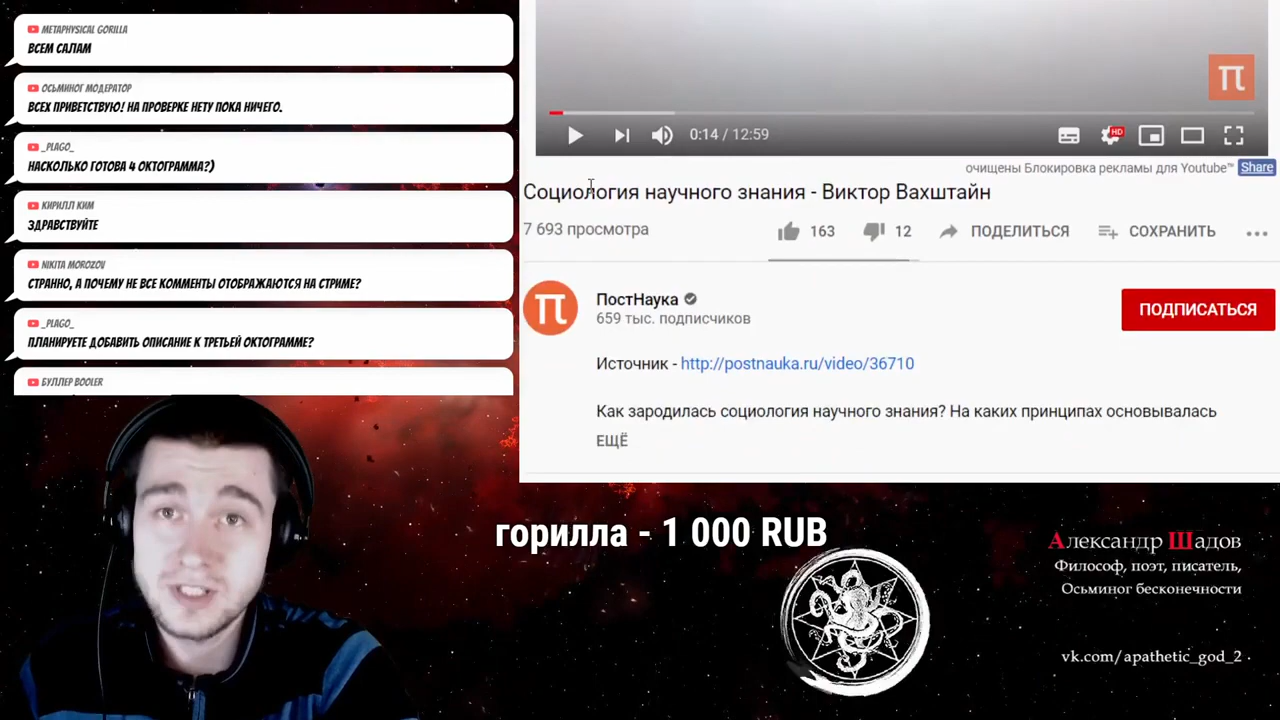 METAPHYSICAL GORILLA
ВСЕМ САЛАМ
ОСЬМИНОГ МОДЕРАТОР
ВСЕХ ПРИВЕТСТВУЮ! НА ПРОВЕРКЕ НЕТУ ПОКА НИЧЕГО.
_PLAGO_
НАСКОЛЬКО ГОТОВА 4 ОКТОГРАММА?)
КИРИЛЛ КИМ
ЗДРАВСТВУЙТЕ
NIKITA MOROZOV
СТРАННО, А ПОЧЕМУ НЕ ВСЕ КОММЕНТЫ ОТОБРАЖАЮТСЯ НА СТРИМЕ?
_PLAGO_
ПЛАНИРУЕТЕ ДОБАВИТЬ ОПИСАНИЕ К ТРЕТЬЕЙ ОКТОГРАММЕ?
БУЛЛЕР BOOLER
π
0:14 / 12:59
HD
очищены Блокировка рекламы для Youtube™ Share
Социология научного знания - Виктор Вахштайн
7 693 просмотра
163
12
ПОДЕЛИТЬСЯ
СОХРАНИТЬ
π
ПостНаука
659 тыс. подписчиков
ПОДПИСАТЬСЯ
Источник - http://postnauka.ru/video/36710
Как зародилась социология научного знания? На каких принципах основывалась
ЕЩЁ
горилла - 1 000 RUB
Александр Шадов
Философ, поэт, писатель,
Осьминог бесконечности
vk.com/apathetic_god_2